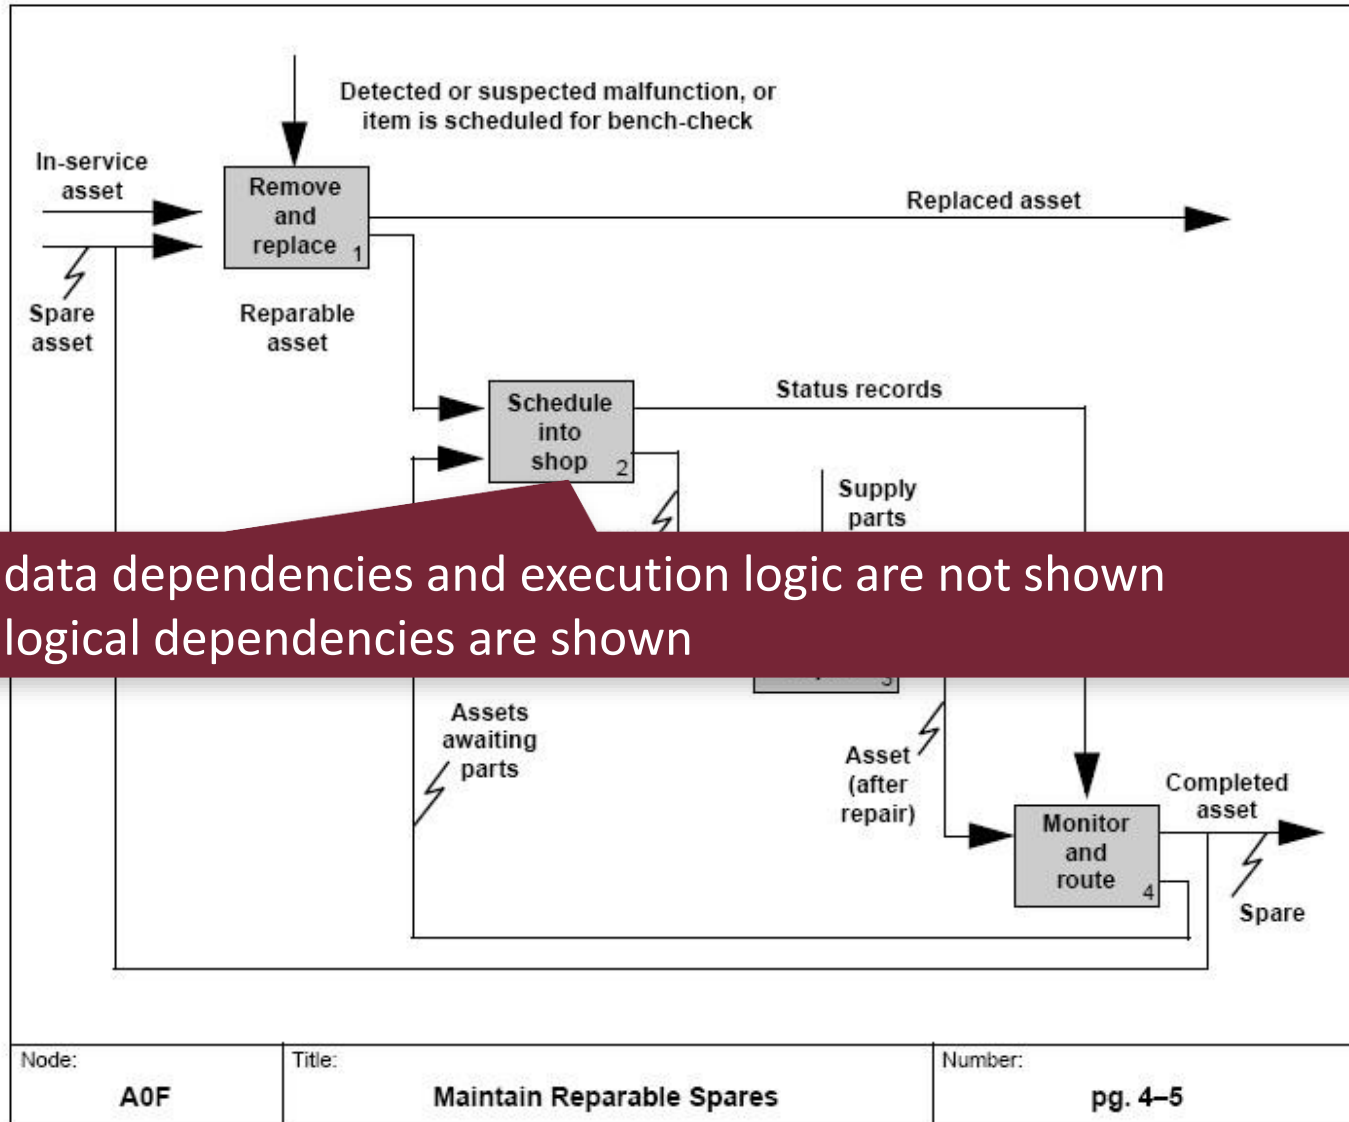 Detected or suspected malfunction, or
item is scheduled for bench-check
In-service
asset
Remove
and
replace 1
Replaced asset
Spare
asset
Reparable
asset
Schedule
into
shop 2
Status records
Supply
parts
data dependencies and execution logic are not shown
logical dependencies are shown
3
Assets
awaiting
parts
Asset
(after
repair)
Completed
asset
Monitor
and
route 4
Spare
Node:
A0F
Title:
Maintain Reparable Spares
Number:
pg. 4–5